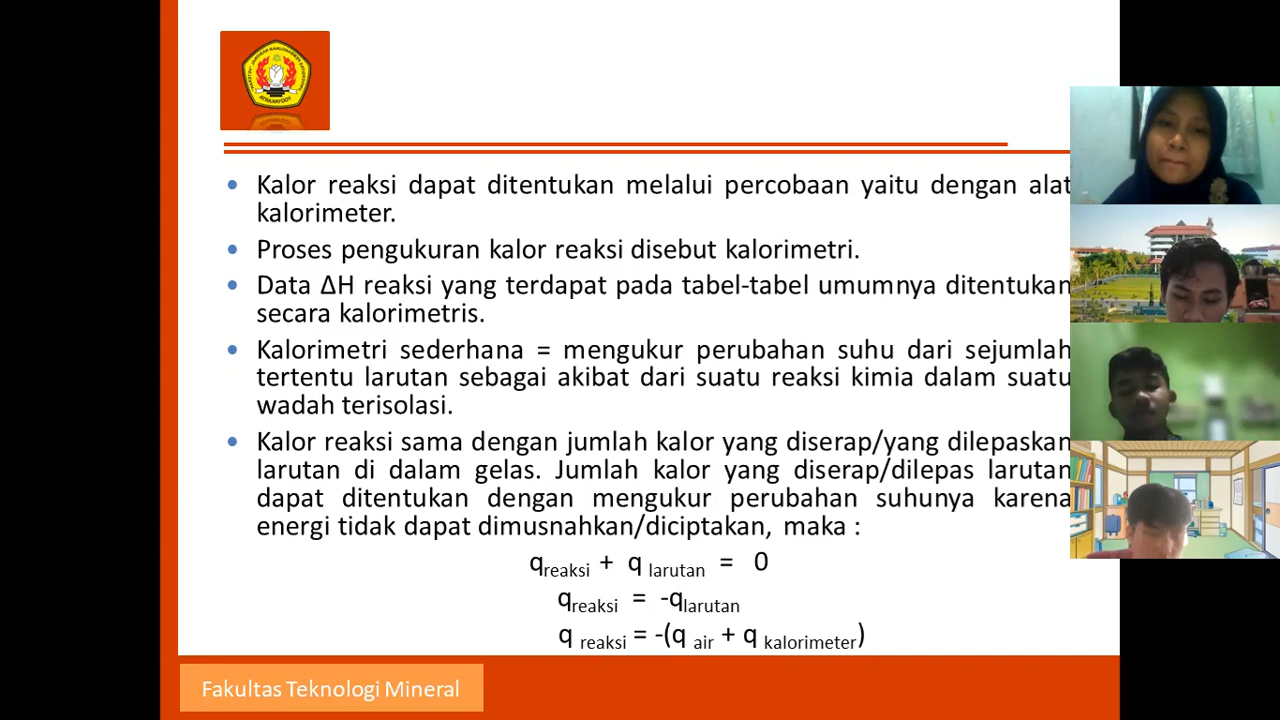 Kalor reaksi dapat ditentukan melalui percobaan yaitu dengan alat
kalorimeter.
Proses pengukuran kalor reaksi disebut kalorimetri.
Data ΔH reaksi yang terdapat pada tabel-tabel umumnya ditentukan
secara kalorimetris.
Kalorimetri sederhana = mengukur perubahan suhu dari sejumlah
tertentu larutan sebagai akibat dari suatu reaksi kimia dalam suatu
wadah terisolasi.
Kalor reaksi sama dengan jumlah kalor yang diserap/yang dilepaskan
larutan di dalam gelas. Jumlah kalor yang diserap/dilepas larutan
dapat ditentukan dengan mengukur perubahan suhunya karena
energi tidak dapat dimusnahkan/diciptakan, maka :
q reaksi + q larutan = 0
q reaksi = -q larutan
q reaksi = -(q air + q kalorimeter)
Fakultas Teknologi Mineral